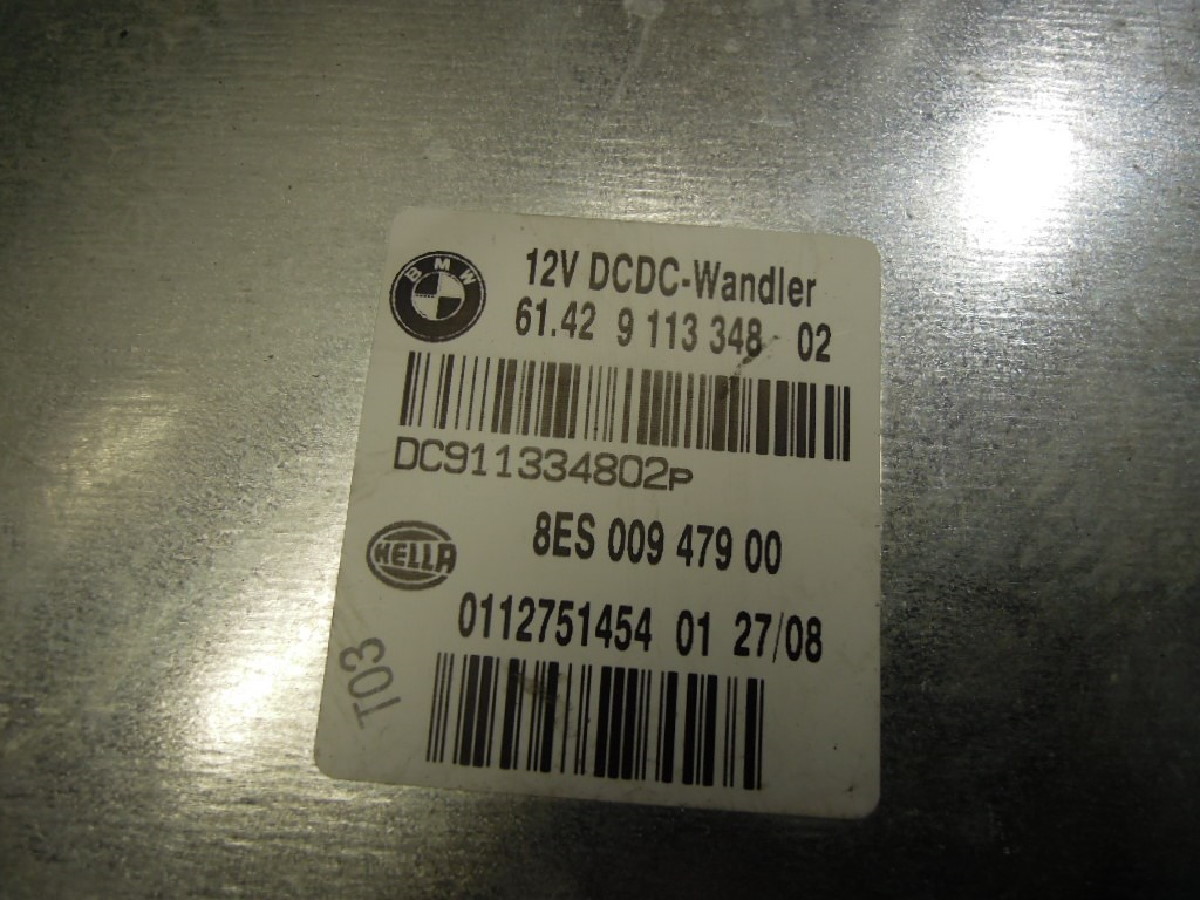 BMW
12V DCDC-Wandler
61.42 9 113 348 02
DC911334802P
HELLA
8ES 009 479 00
0112751454 01 27/08
T03